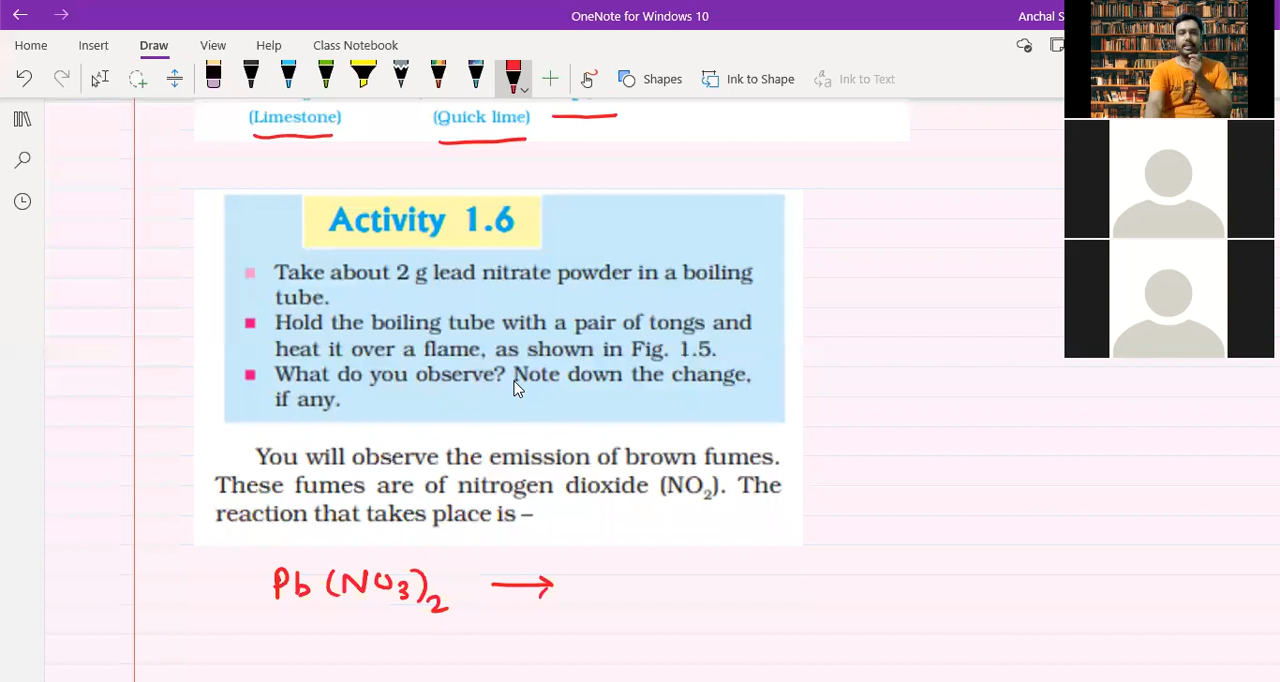 OneNote for Windows 10
Anchal S
Home Insert Draw View Help Class Notebook
Shapes Ink to Shape Ink to Text
(Limestone) (Quick lime)
Activity 1.6
Take about 2 g lead nitrate powder in a boiling
tube.
Hold the boiling tube with a pair of tongs and
heat it over a flame, as shown in Fig. 1.5.
What do you observe? Note down the change,
if any.
You will observe the emission of brown fumes.
These fumes are of nitrogen dioxide (NO₂). The
reaction that takes place is –
Pb(NO₃)₂ →